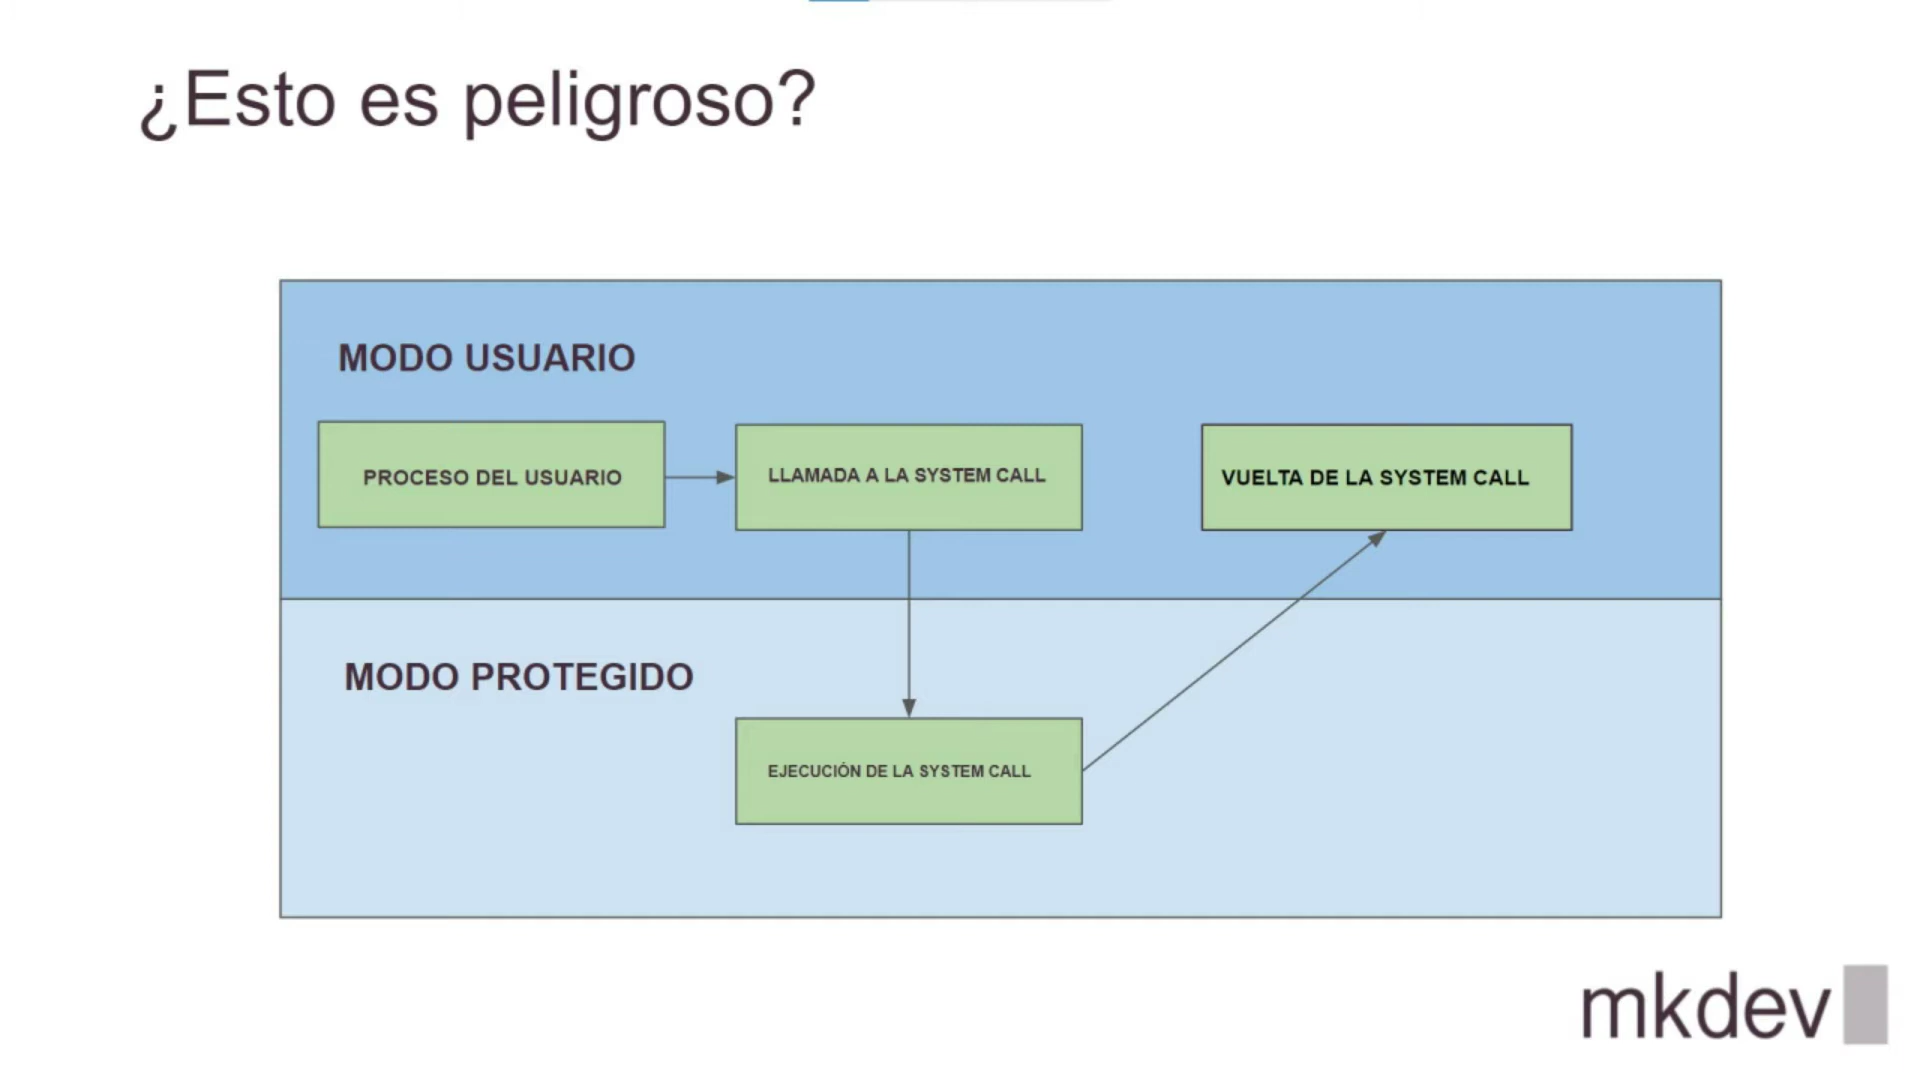 ¿Esto es peligroso?
MODO USUARIO
PROCESO DEL USUARIO
LLAMADA A LA SYSTEM CALL
VUELTA DE LA SYSTEM CALL
MODO PROTEGIDO
EJECUCIÓN DE LA SYSTEM CALL
mkdev